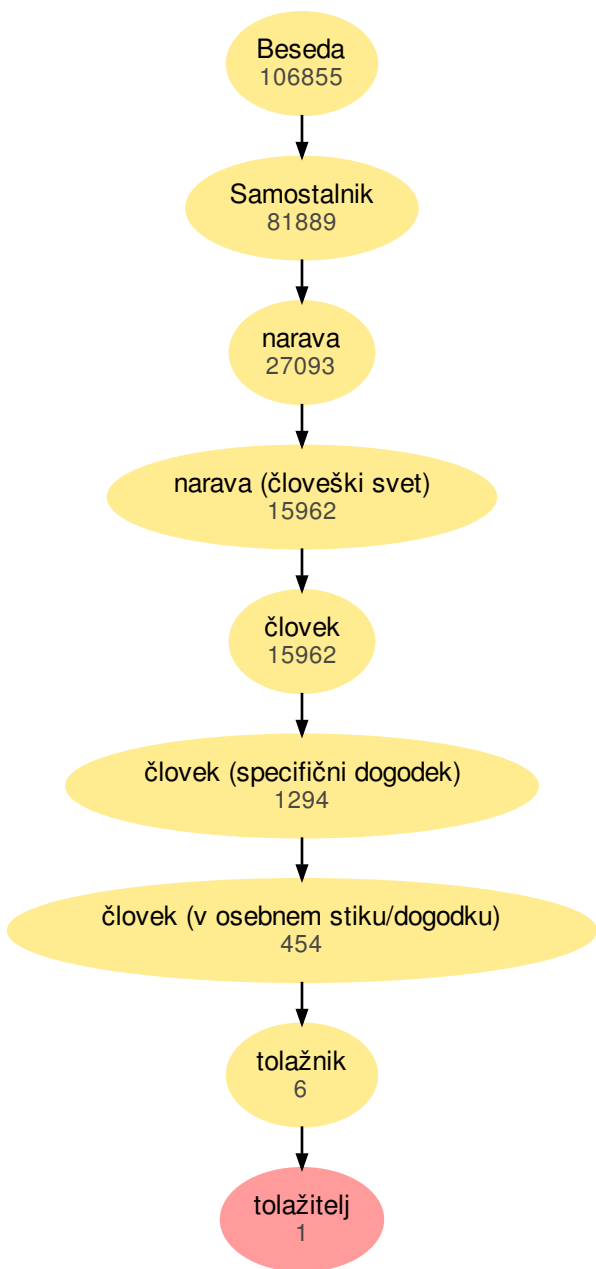 Beseda
106855
Samostalnik
81889
narava
27093
narava (človeški svet)
15962
človek
15962
človek (specifični dogodek)
1294
človek (v osebnem stiku/dogodku)
454
tolažnik
6
tolažitelj
1